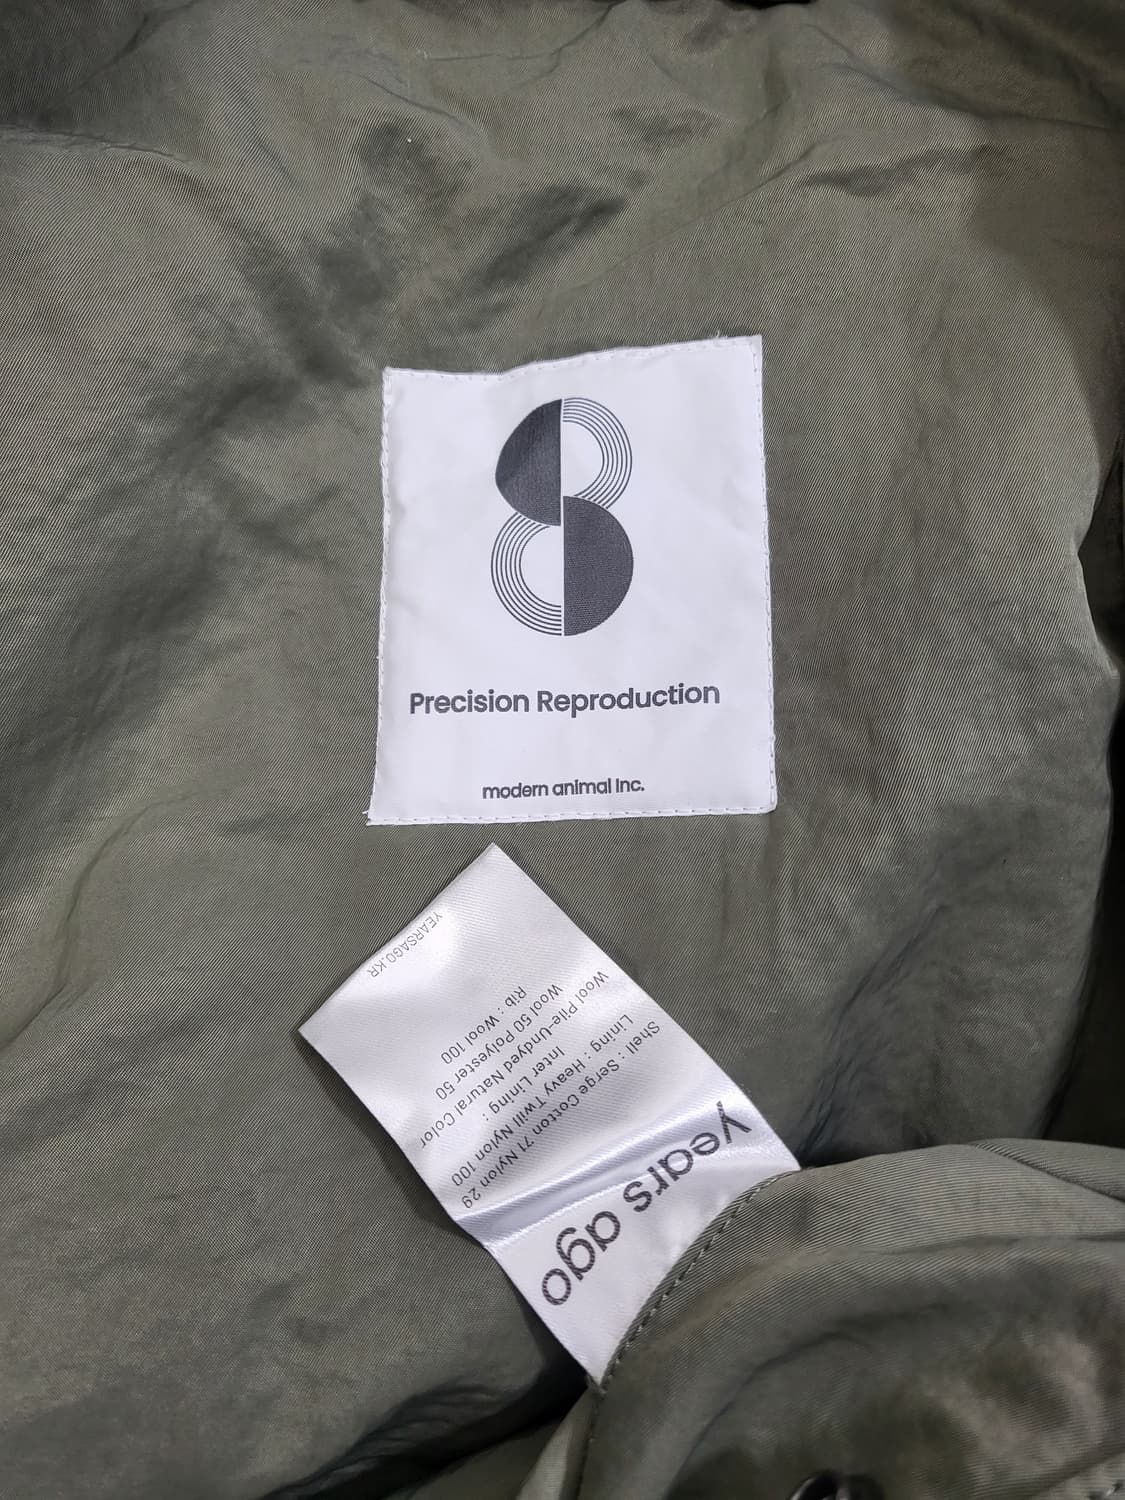 Precision Reproduction
modern animal Inc.
years ago
Shell : Serge Cotton 71 Nylon 29
Lining : Heavy Twill Nylon 100
Inter Lining :
Wool Pile-Undyed Natural Color
Wool 50 Polyester 50
Rib : Wool 100
YEARSAGO.KR